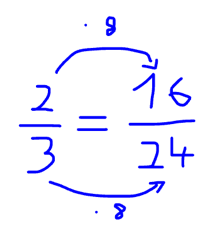 · 8
2/3 = 16/24
· 8